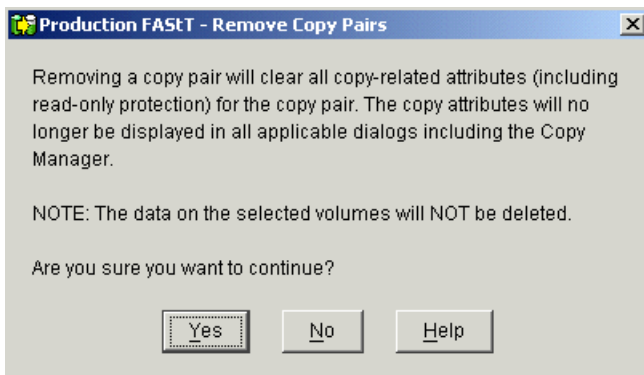 Production FAStT - Remove Copy Pairs
Removing a copy pair will clear all copy-related attributes (including
read-only protection) for the copy pair. The copy attributes will no
longer be displayed in all applicable dialogs including the Copy
Manager.
NOTE: The data on the selected volumes will NOT be deleted.
Are you sure you want to continue?
Yes No Help